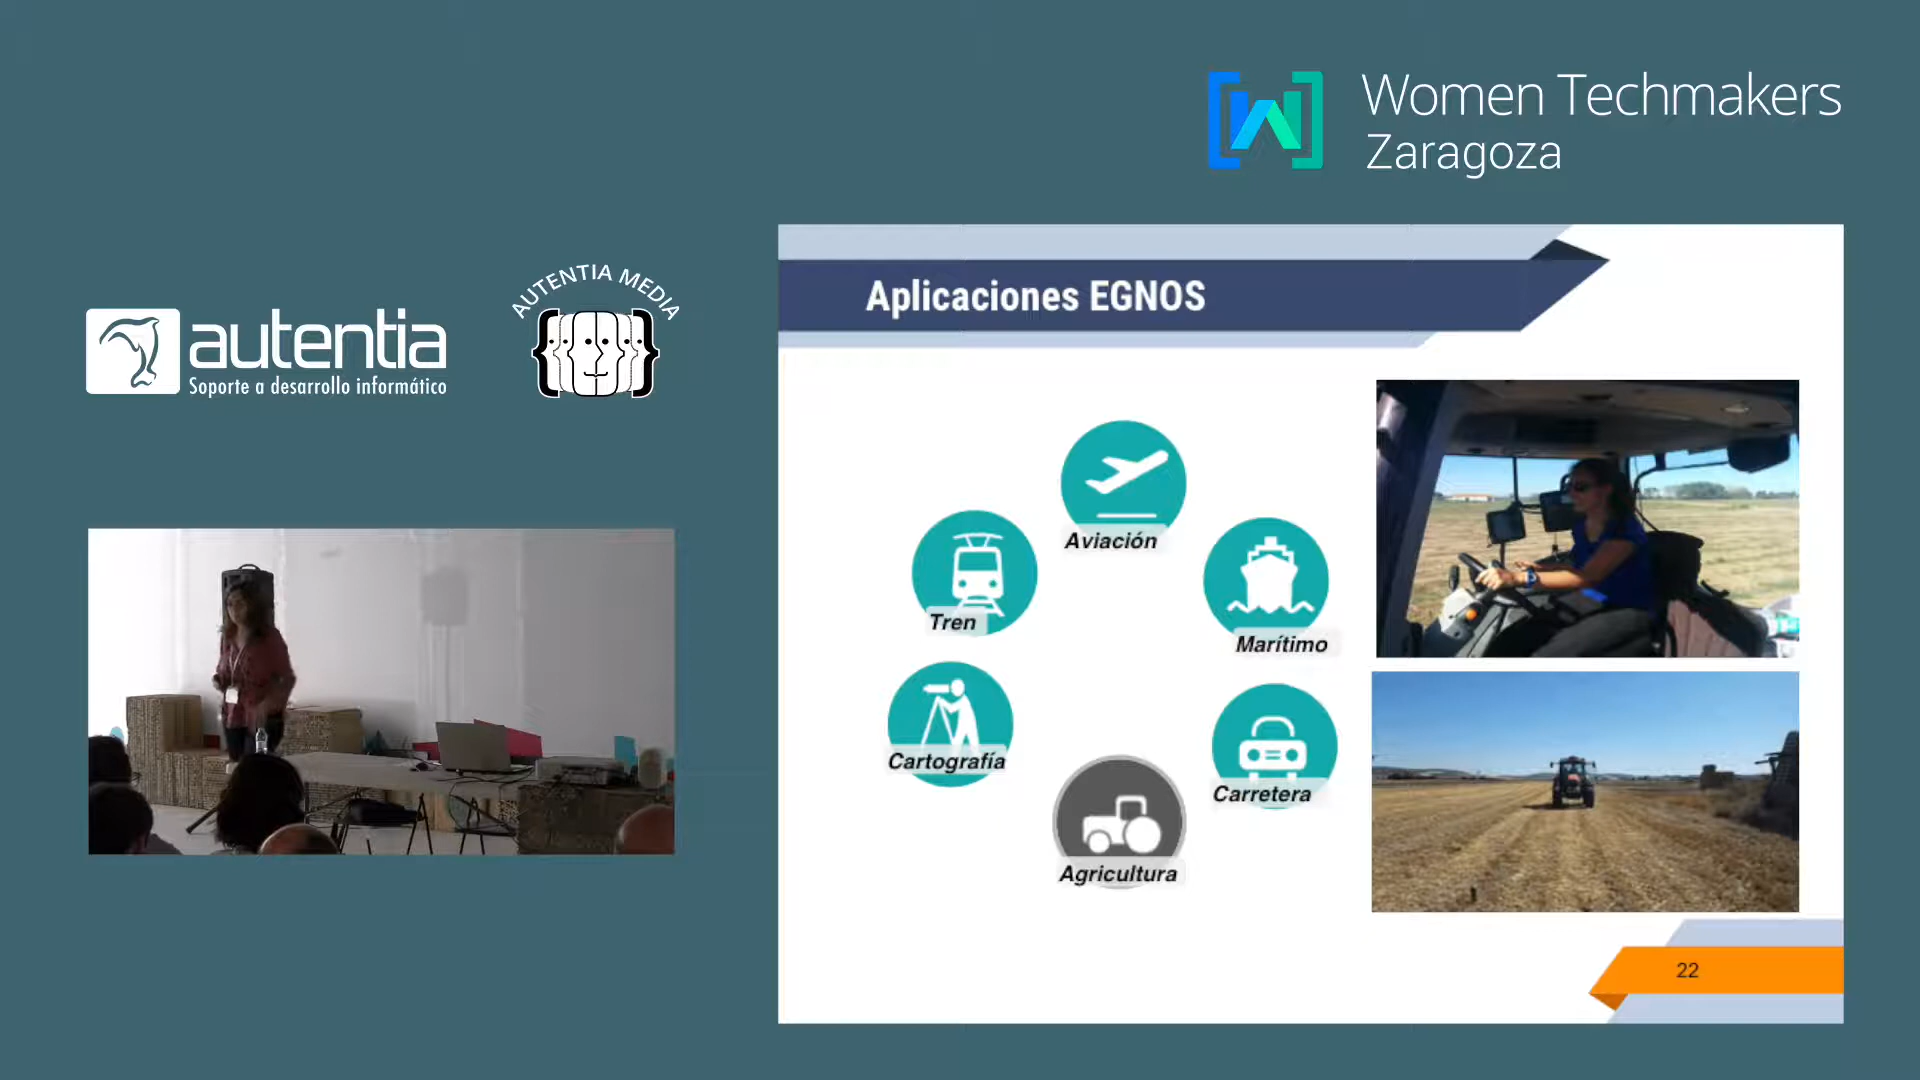 Women Techmakers
Zaragoza
AUTENTIA MEDIA
autentia
Soporte a desarrollo informático
Aplicaciones EGNOS
Aviación
Tren
Marítimo
Cartografía
Carretera
Agricultura
22